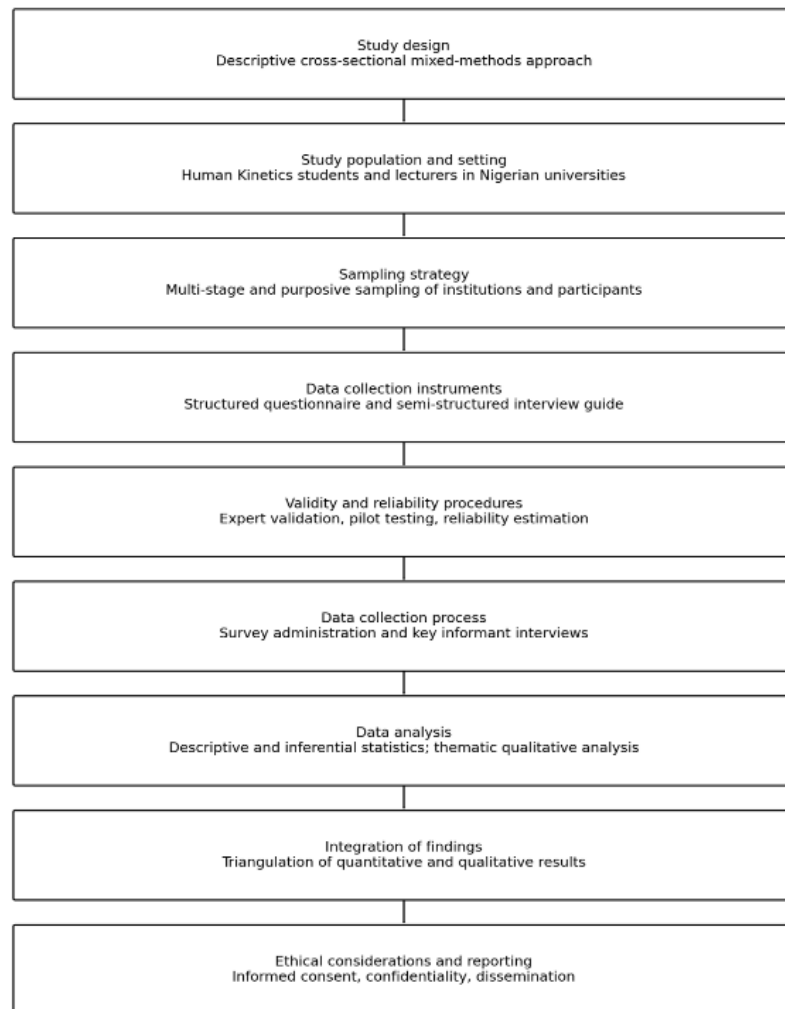 Study design
Descriptive cross-sectional mixed-methods approach
Study population and setting
Human Kinetics students and lecturers in Nigerian universities
Sampling strategy
Multi-stage and purposive sampling of institutions and participants
Data collection instruments
Structured questionnaire and semi-structured interview guide
Validity and reliability procedures
Expert validation, pilot testing, reliability estimation
Data collection process
Survey administration and key informant interviews
Data analysis
Descriptive and inferential statistics; thematic qualitative analysis
Integration of findings
Triangulation of quantitative and qualitative results
Ethical considerations and reporting
Informed consent, confidentiality, dissemination